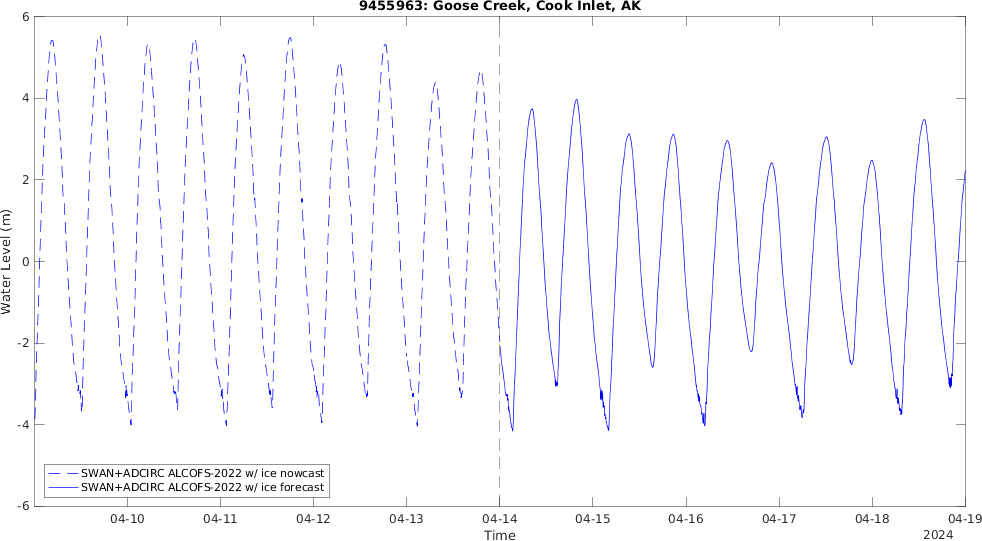 9455963: Goose Creek, Cook Inlet, AK
6
4
2
0
-2
-4
-6
Water Level (m)
SWAN+ADCIRC ALCOFS-2022 w/ ice nowcast
SWAN+ADCIRC ALCOFS-2022 w/ ice forecast
04-10 04-11 04-12 04-13 04-14 04-15 04-16 04-17 04-18 04-19
Time
2024